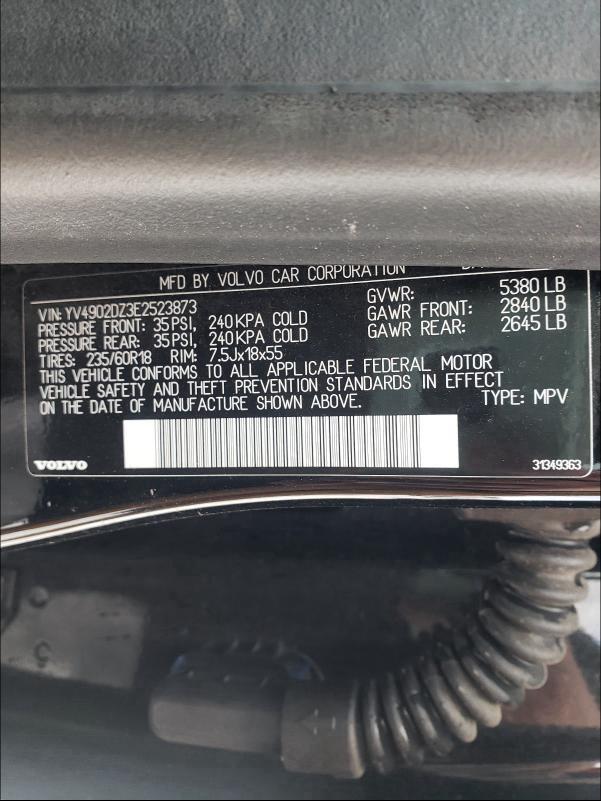 MFD BY VOLVO CAR CORPORATION
VIN: YV4902DZ3E2523873 GVWR: 5380 LB
PRESSURE FRONT: 35PSI, 240KPA COLD GAWR FRONT: 2840 LB
PRESSURE REAR: 35PSI, 240KPA COLD GAWR REAR: 2645 LB
TIRES: 235/60R18 RIM: 7.5Jx18x55
THIS VEHICLE CONFORMS TO ALL APPLICABLE FEDERAL MOTOR
VEHICLE SAFETY AND THEFT PREVENTION STANDARDS IN EFFECT
ON THE DATE OF MANUFACTURE SHOWN ABOVE. TYPE: MPV
VOLVO 31349363